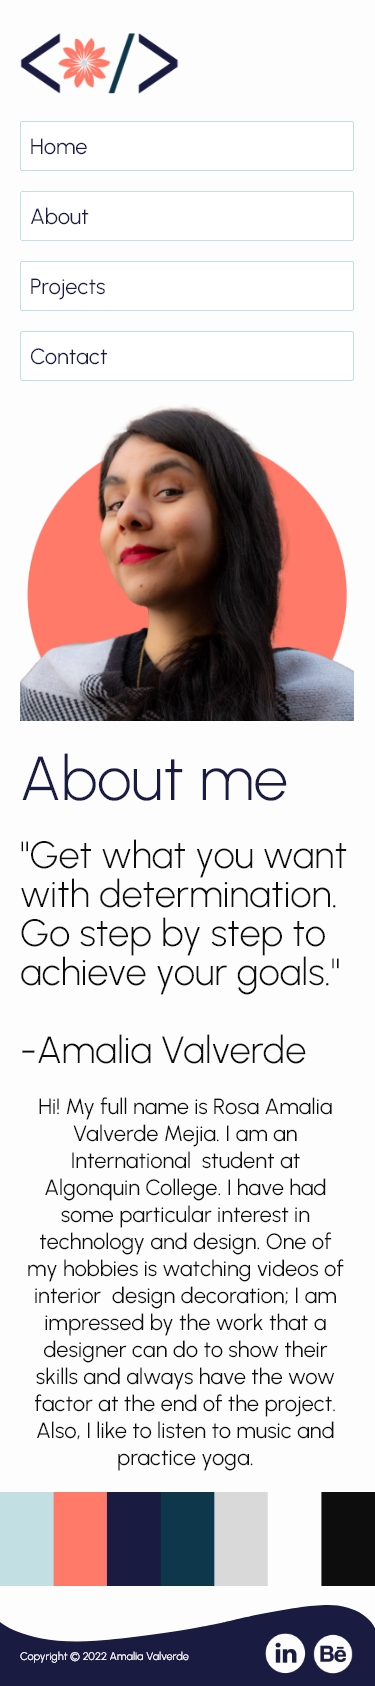 Home
About
Projects
Contact
About me
"Get what you want
with determination.
Go step by step to
achieve your goals."
-Amalia Valverde
Hi! My full name is Rosa Amalia
Valverde Mejia. I am an
International  student at
Algonquin College. I have had
some particular interest in
technology and design. One of
my hobbies is watching videos of
interior  design decoration; I am
impressed by the work that a
designer can do to show their
skills and always have the wow
factor at the end of the project.
Also, I like to listen to music and
practice yoga.
Copyright © 2022 Amalia Valverde
in Bē